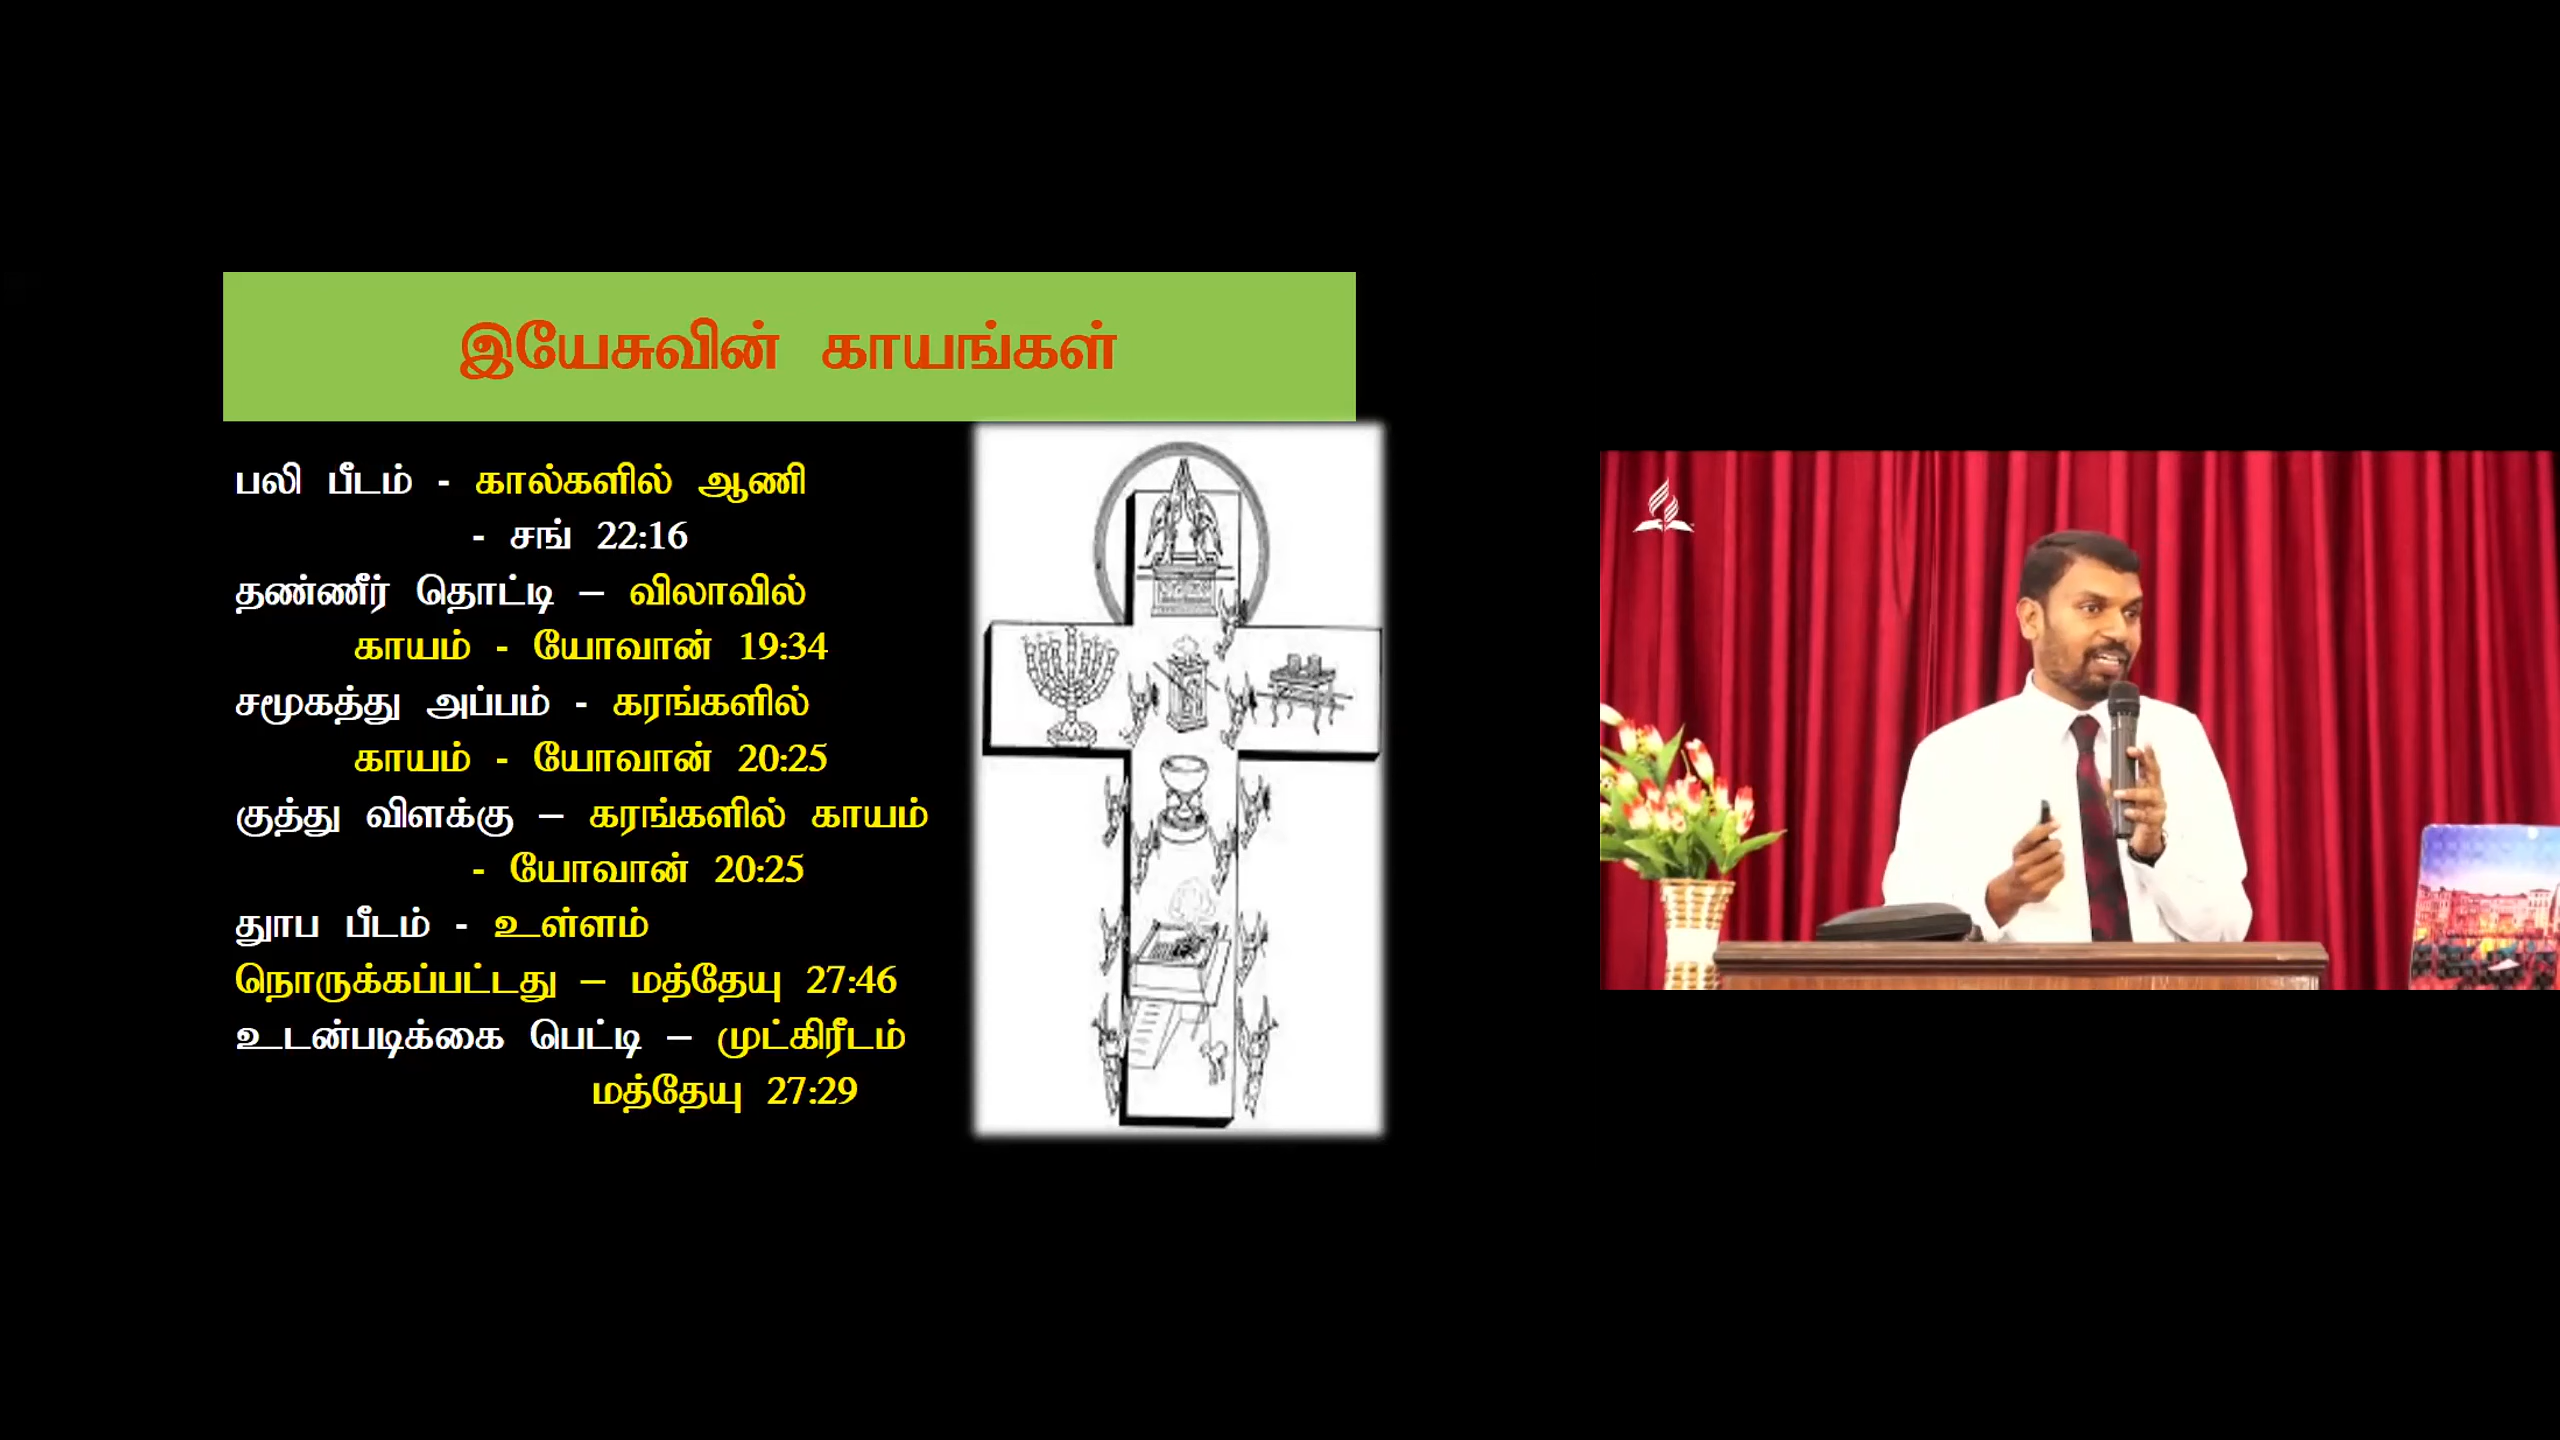 இயேசுவின் காயங்கள்
பலி பீடம் - கால்களில் ஆணி
- சங் 22:16
தண்ணீர் தொட்டி – விலாவில்
காயம் - யோவான் 19:34
சமூகத்து அப்பம் - கரங்களில்
காயம் - யோவான் 20:25
குத்து விளக்கு – கரங்களில் காயம்
- யோவான் 20:25
தூப பீடம் - உள்ளம்
நொருக்கப்பட்டது – மத்தேயு 27:46
உடன்படிக்கை பெட்டி – முட்கிரீடம்
மத்தேயு 27:29